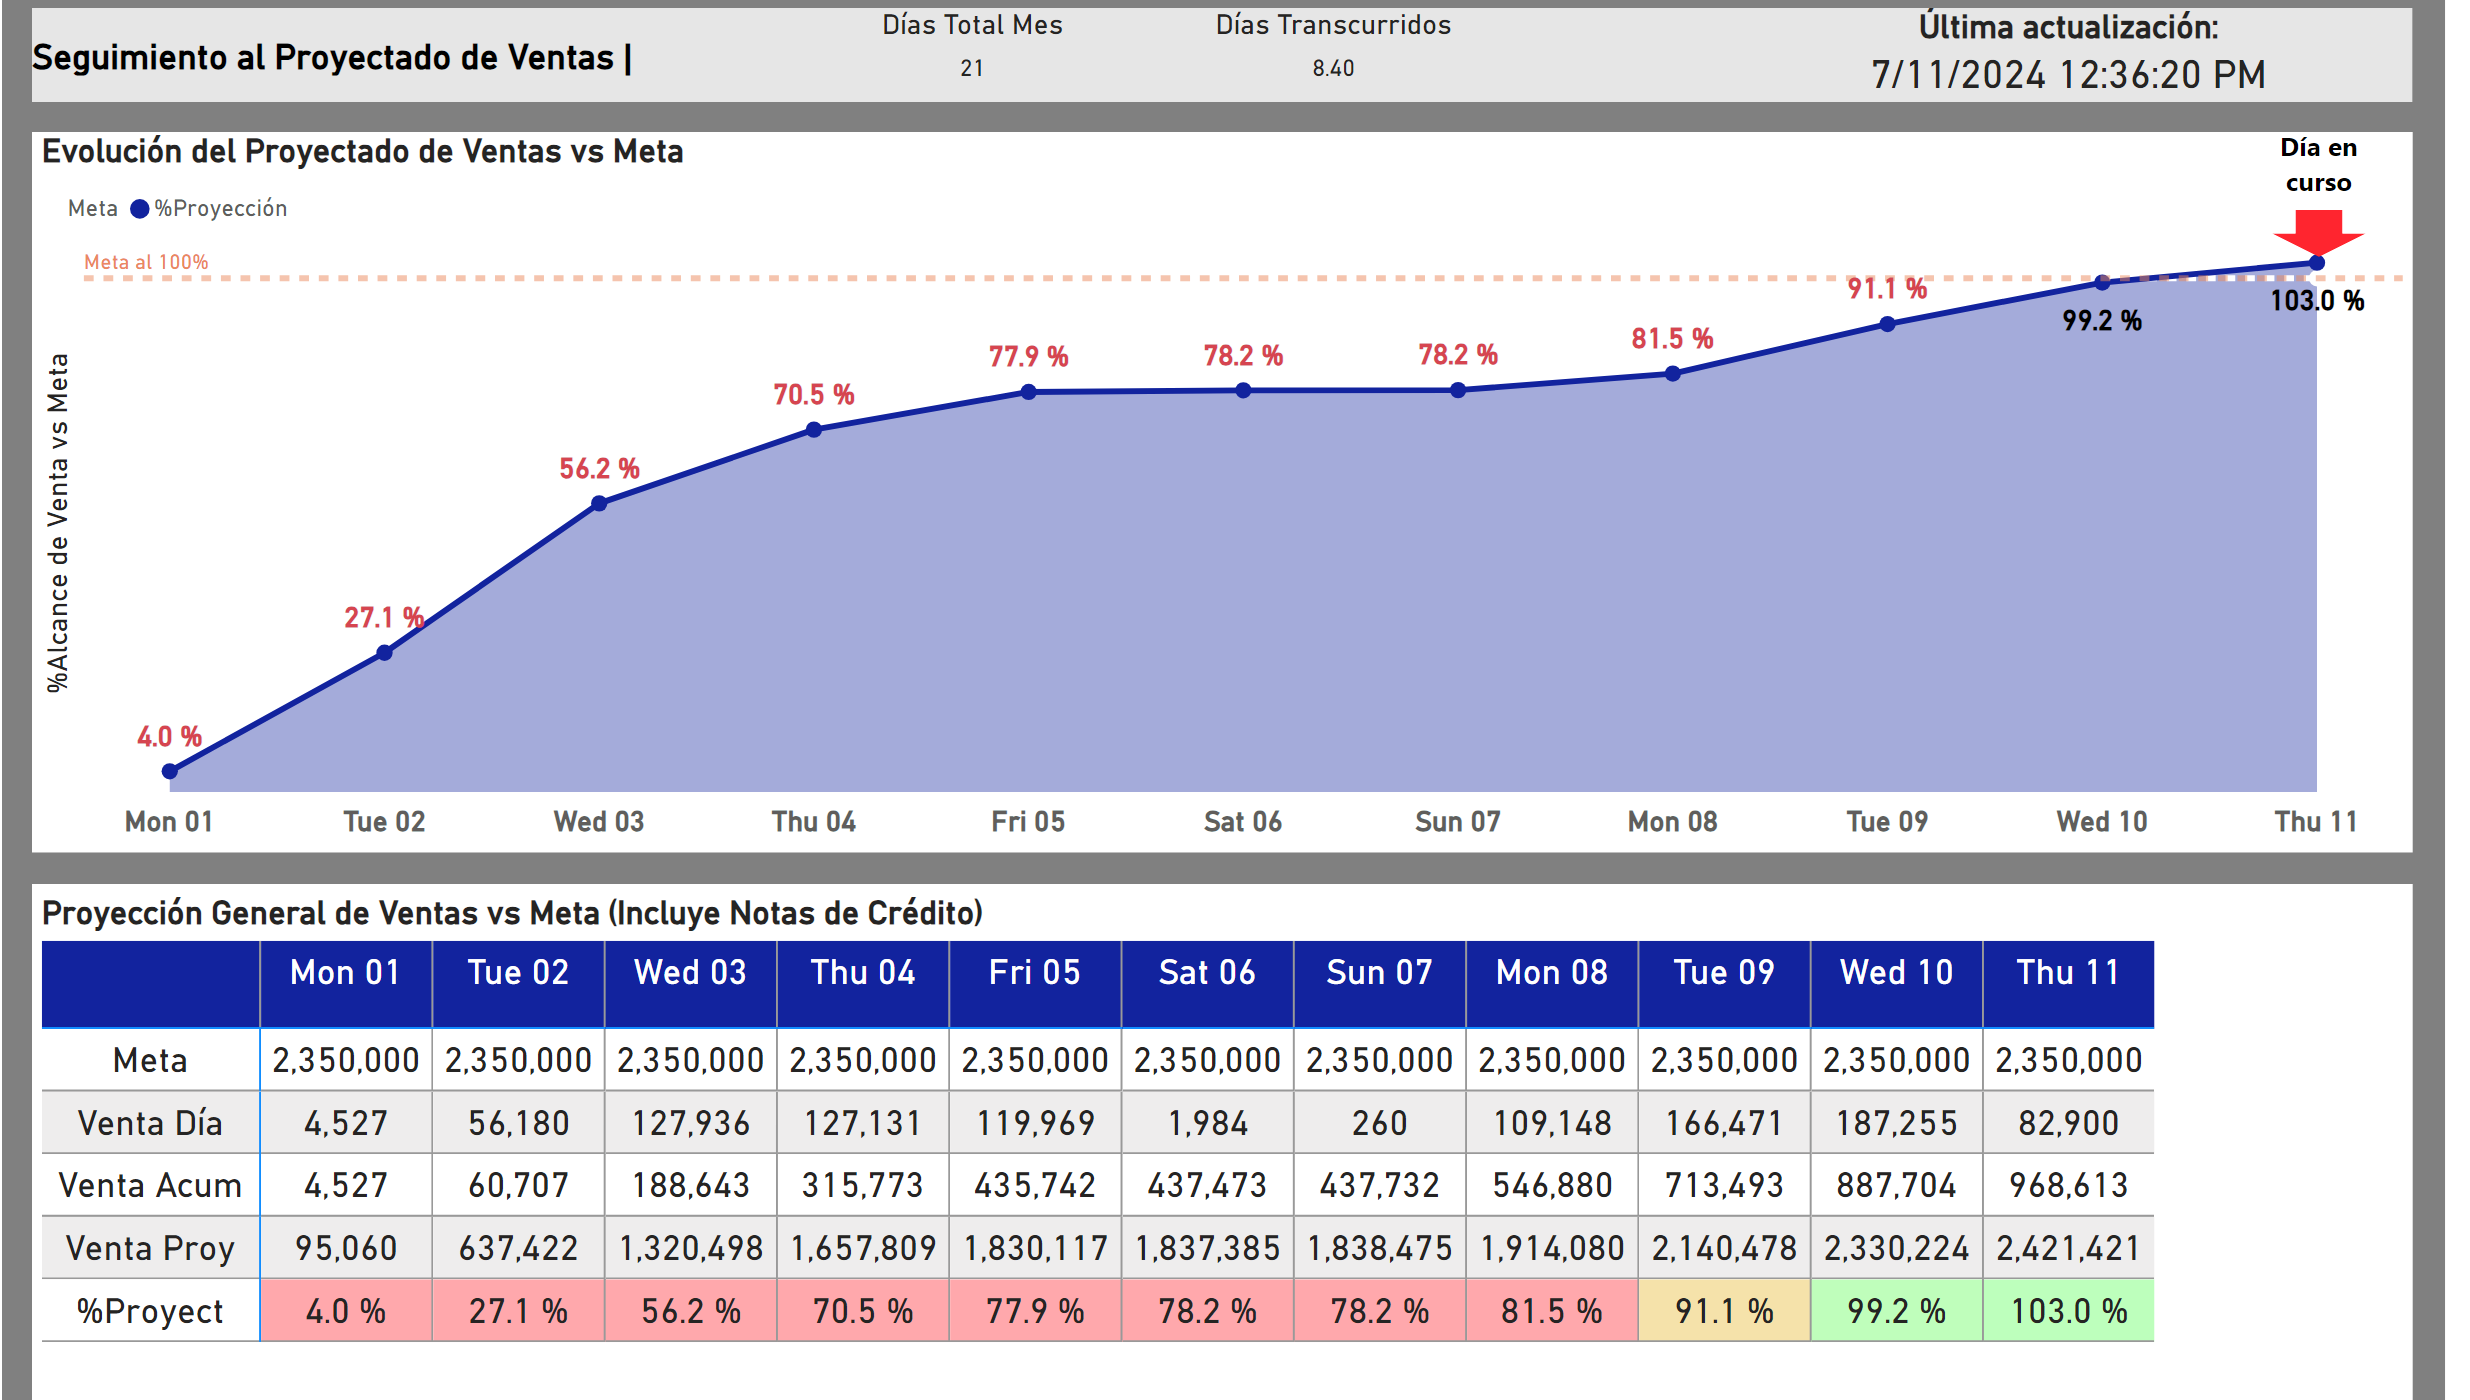 Seguimiento al Proyectado de Ventas |
Días Total Mes
21
Días Transcurridos
8.40
Última actualización:
7/11/2024 12:36:20 PM
Evolución del Proyectado de Ventas vs Meta
Día en
curso
Meta %Proyección
Meta al 100%
%Alcance de Venta vs Meta
4.0 % 27.1 % 56.2 % 70.5 % 77.9 % 78.2 % 78.2 % 81.5 % 91.1 % 99.2 % 103.0 %
Mon 01 Tue 02 Wed 03 Thu 04 Fri 05 Sat 06 Sun 07 Mon 08 Tue 09 Wed 10 Thu 11
Proyección General de Ventas vs Meta (Incluye Notas de Crédito)
Mon 01 Tue 02 Wed 03 Thu 04 Fri 05 Sat 06 Sun 07 Mon 08 Tue 09 Wed 10 Thu 11
Meta 2,350,000 2,350,000 2,350,000 2,350,000 2,350,000 2,350,000 2,350,000 2,350,000 2,350,000 2,350,000 2,350,000
Venta Día 4,527 56,180 127,936 127,131 119,969 1,984 260 109,148 166,471 187,255 82,900
Venta Acum 4,527 60,707 188,643 315,773 435,742 437,473 437,732 546,880 713,493 887,704 968,613
Venta Proy 95,060 637,422 1,320,498 1,657,809 1,830,117 1,837,385 1,838,475 1,914,080 2,140,478 2,330,224 2,421,421
%Proyect 4.0 % 27.1 % 56.2 % 70.5 % 77.9 % 78.2 % 78.2 % 81.5 % 91.1 % 99.2 % 103.0 %